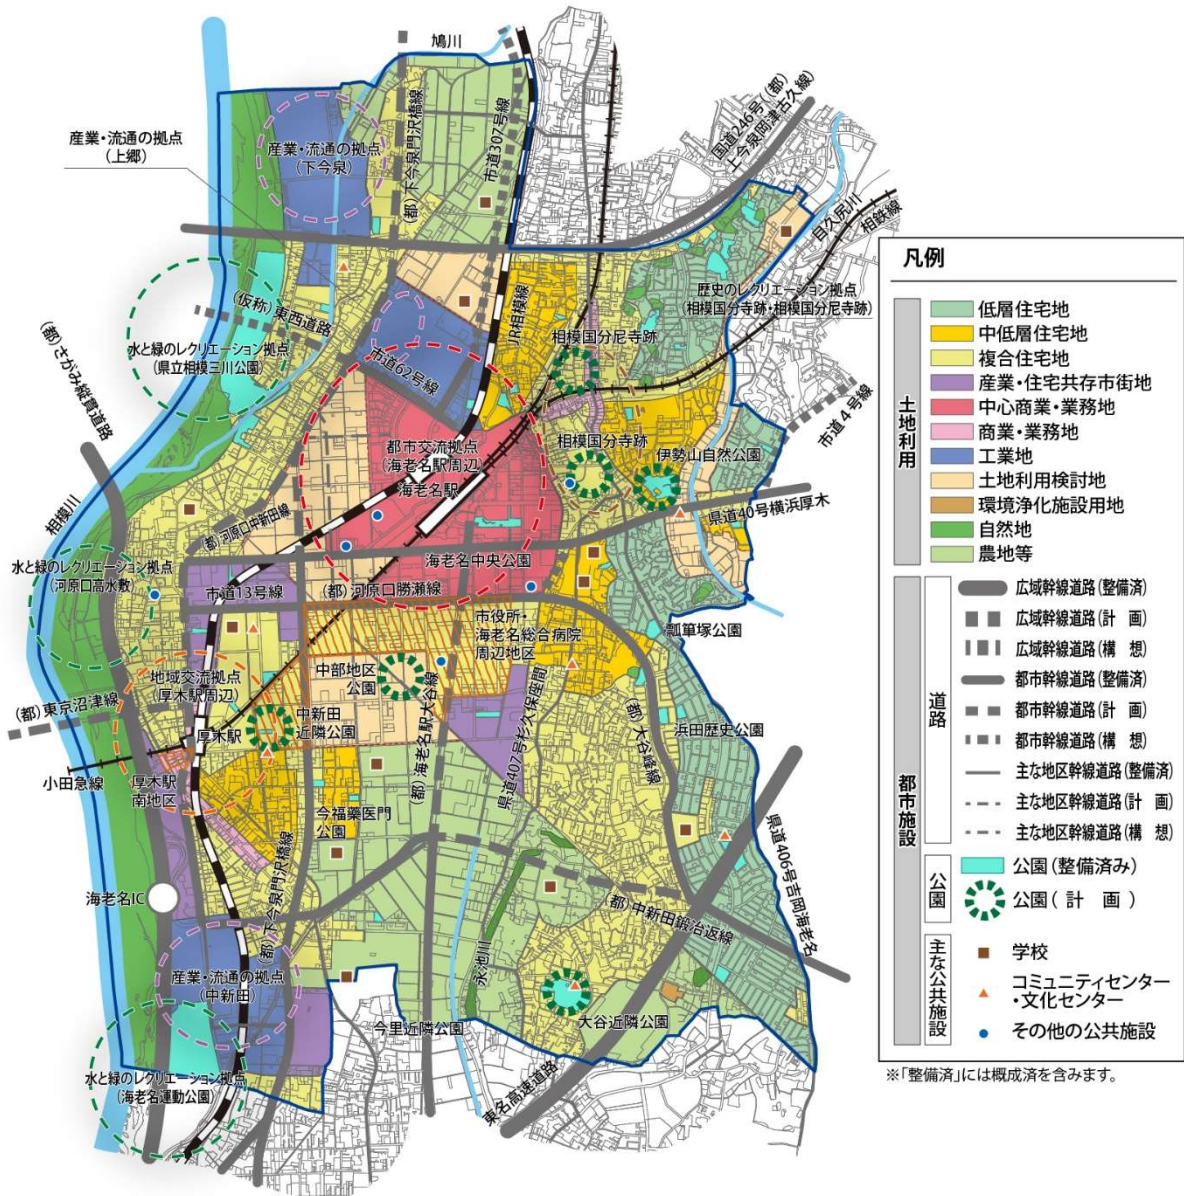 鳩川
産業・流通の拠点
(上郷)
産業・流通の拠点
(下今泉)
(都)下今泉門沢橋線
市道307号線
国道246号(都)
上今泉岡津古久線
目久尻川
相鉄線
JR相模線
歴史のレクリエーション拠点
(相模国分寺跡・相模国分尼寺跡)
(仮称)東西道路
水と緑のレクリエーション拠点
(県立相模三川公園)
市道62号線
相模国分尼寺跡
市道4号線
(都)さがみ縦貫道路
都市交流拠点
(海老名駅周辺)
海老名駅
相模国分寺跡
伊勢山自然公園
相模川
(都)河原口中新田線
県道40号横浜厚木
水と緑のレクリエーション拠点
(河原口高水敷)
海老名中央公園
市道13号線
(都)河原口勝瀬線
市役所・
海老名総合病院
周辺地区
瓢箪塚公園
地域交流拠点
(厚木駅周辺)
中部地区
公園
(都)東京沼津線
厚木駅
中新田
近隣公園
都)海老名駅大谷線
県道407号杉久保座間
(都)大谷峰線
浜田歴史公園
小田急線
厚木駅
南地区
今福薬医門
公園
県道406号吉岡海老名
海老名IC
(都)下今泉門沢橋線
(都)中新田鍛冶返線
永池川
産業・流通の拠点
(中新田)
今里近隣公園
大谷近隣公園
水と緑のレクリエーション拠点
(海老名運動公園)
東名高速道路
凡例
土地利用
低層住宅地
中低層住宅地
複合住宅地
産業・住宅共存市街地
中心商業・業務地
商業・業務地
工業地
土地利用検討地
環境浄化施設用地
自然地
農地等
都市施設
道路
広域幹線道路(整備済)
広域幹線道路(計 画)
広域幹線道路(構 想)
都市幹線道路(整備済)
都市幹線道路(計 画)
都市幹線道路(構 想)
主な地区幹線道路(整備済)
主な地区幹線道路(計 画)
主な地区幹線道路(構 想)
公園
公園(整備済み)
公園(計 画)
主な公共施設
学校
コミュニティセンター
・文化センター
その他の公共施設
※「整備済」には概成済を含みます。